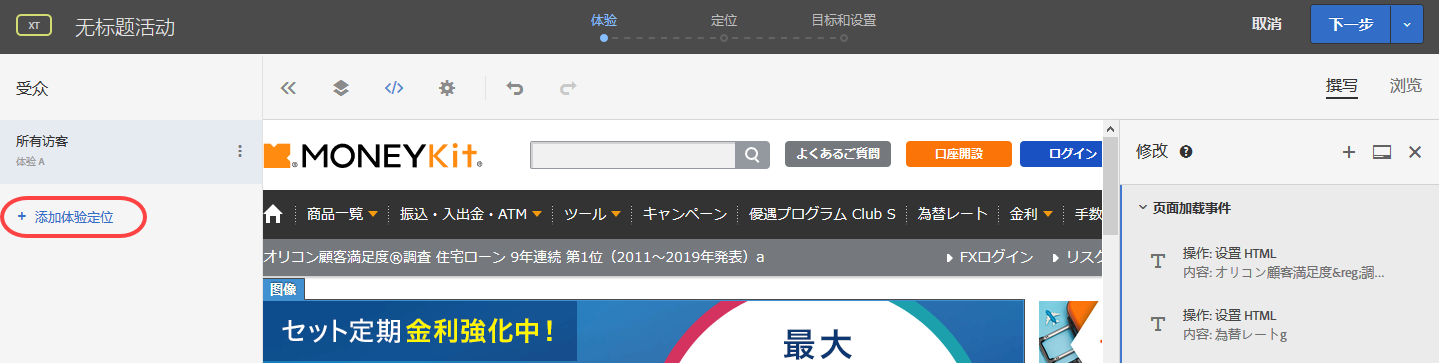 XT 无标题活动 体验 定位 目标和设置 取消 下一步
受众 撰写 浏览
所有访客
体验 A
添加体验定位
MONEYKit よくあるご質問 口座開設 ログイン
商品一覧 振込・入出金・ATM ツール キャンペーン 優遇プログラム Club S 為替レート 金利 手数
オリコン顧客満足度®調査 住宅ローン 9年連続 第1位（2011～2019年発表）a FXログイン リスク
图像
セット定期 金利強化中！ 最大
修改
页面加载事件
操作: 设置 HTML
内容: オリコン顧客満足度&reg;調...
操作: 设置 HTML
内容: 為替レートg